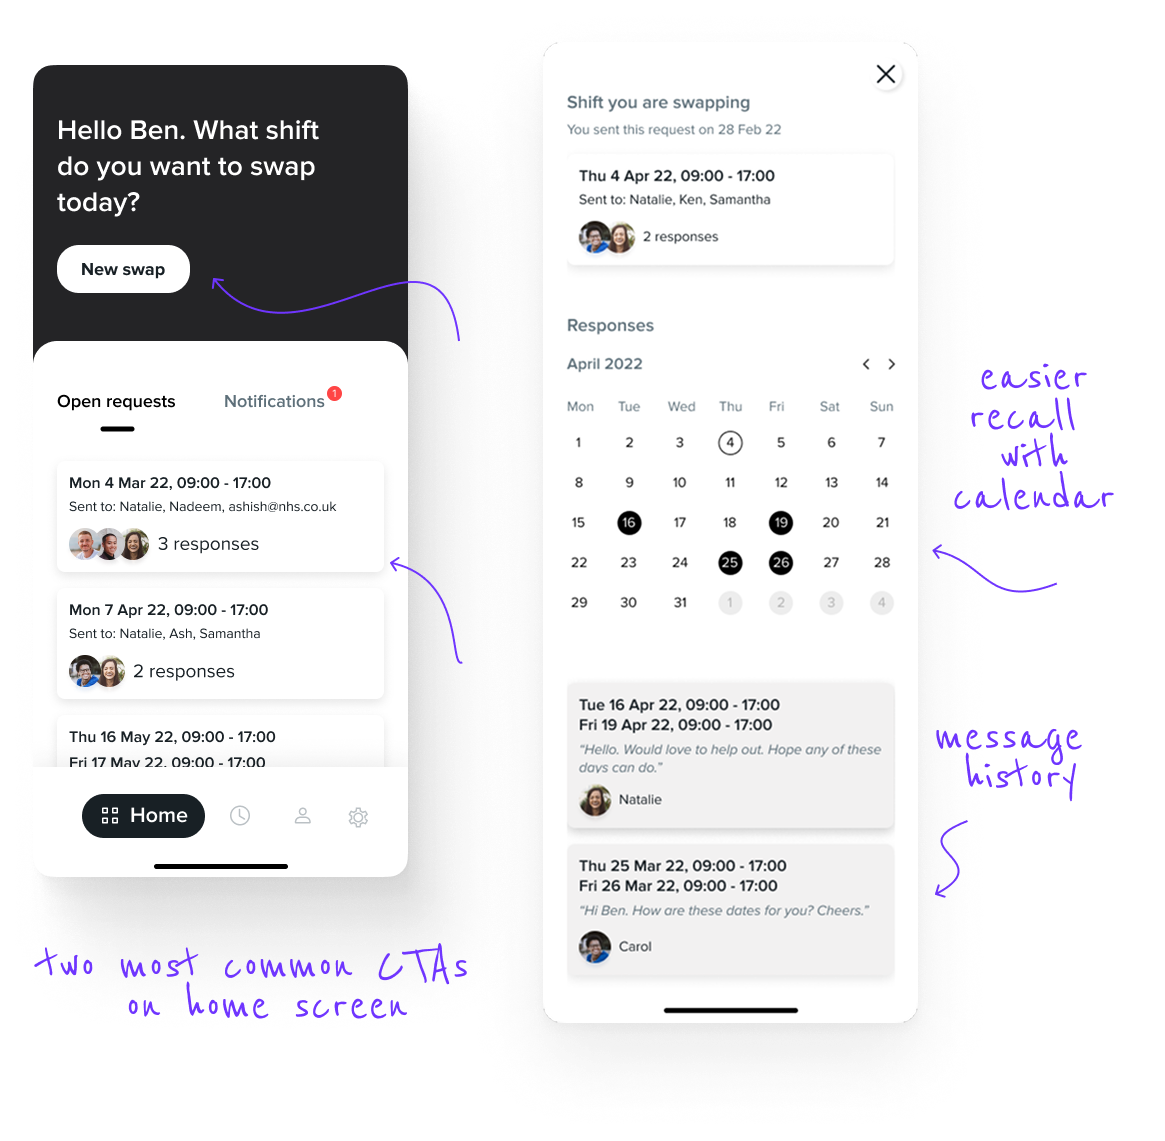 Hello Ben. What shift
do you want to swap
today?
New swap
Open requests
Notifications
1
Mon 4 Mar 22, 09:00 - 17:00
Sent to: Natalie, Nadeem, ashish@nhs.co.uk
3 responses
Mon 7 Apr 22, 09:00 - 17:00
Sent to: Natalie, Ash, Samantha
2 responses
Thu 16 May 22, 09:00 - 17:00
Fri 17 May 22, 09:00 - 17:00
Home
two most common CTAs
on home screen
Shift you are swapping
You sent this request on 28 Feb 22
Thu 4 Apr 22, 09:00 - 17:00
Sent to: Natalie, Ken, Samantha
2 responses
Responses
April 2022
Mon Tue Wed Thu Fri Sat Sun
1 2 3 4 5 6 7
8 9 10 11 12 13 14
15 16 17 18 19 20 21
22 23 24 25 26 27 28
29 30 31 1 2 3 4
Tue 16 Apr 22, 09:00 - 17:00
Fri 19 Apr 22, 09:00 - 17:00
“Hello. Would love to help out. Hope any of these
days can do.”
Natalie
Thu 25 Mar 22, 09:00 - 17:00
Fri 26 Mar 22, 09:00 - 17:00
“Hi Ben. How are these dates for you? Cheers.”
Carol
easier
recall
with
calendar
message
history